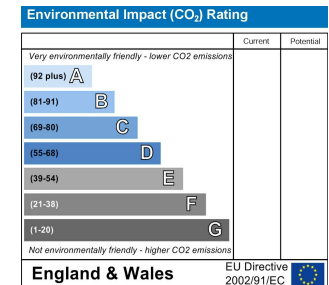 Environmental Impact (CO₂) Rating
Current Potential
Very environmentally friendly - lower CO2 emissions
(92 plus) A
(81-91) B
(69-80) C
(55-68) D
(39-54) E
(21-38) F
(1-20) G
Not environmentally friendly - higher CO2 emissions
England & Wales
EU Directive
2002/91/EC